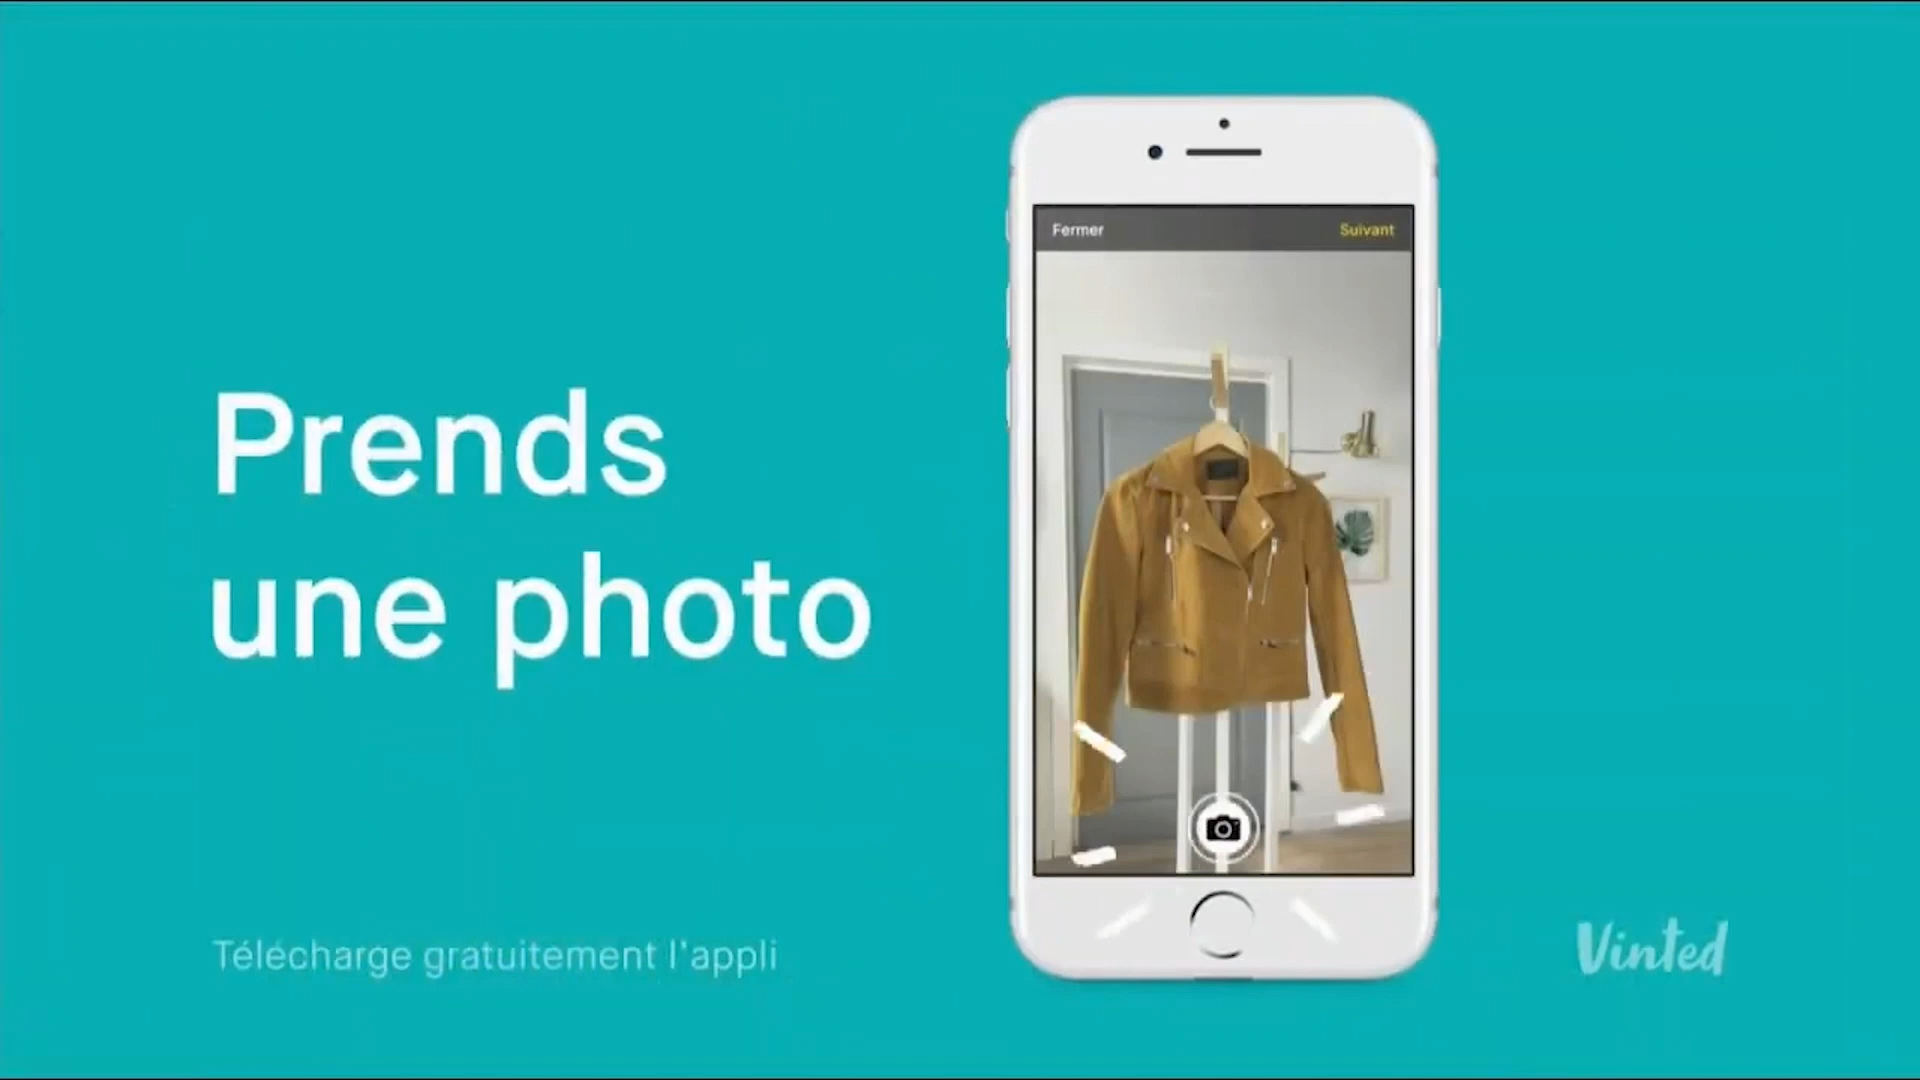 Prends
une photo
Télécharge gratuitement l'appli
Fermer
Suivant
Vinted